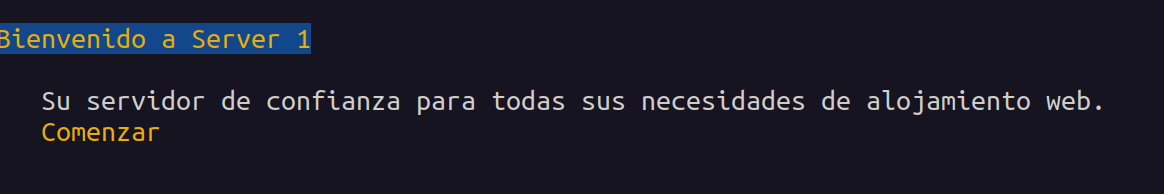 Bienvenido a Server 1
Su servidor de confianza para todas sus necesidades de alojamiento web.
Comenzar